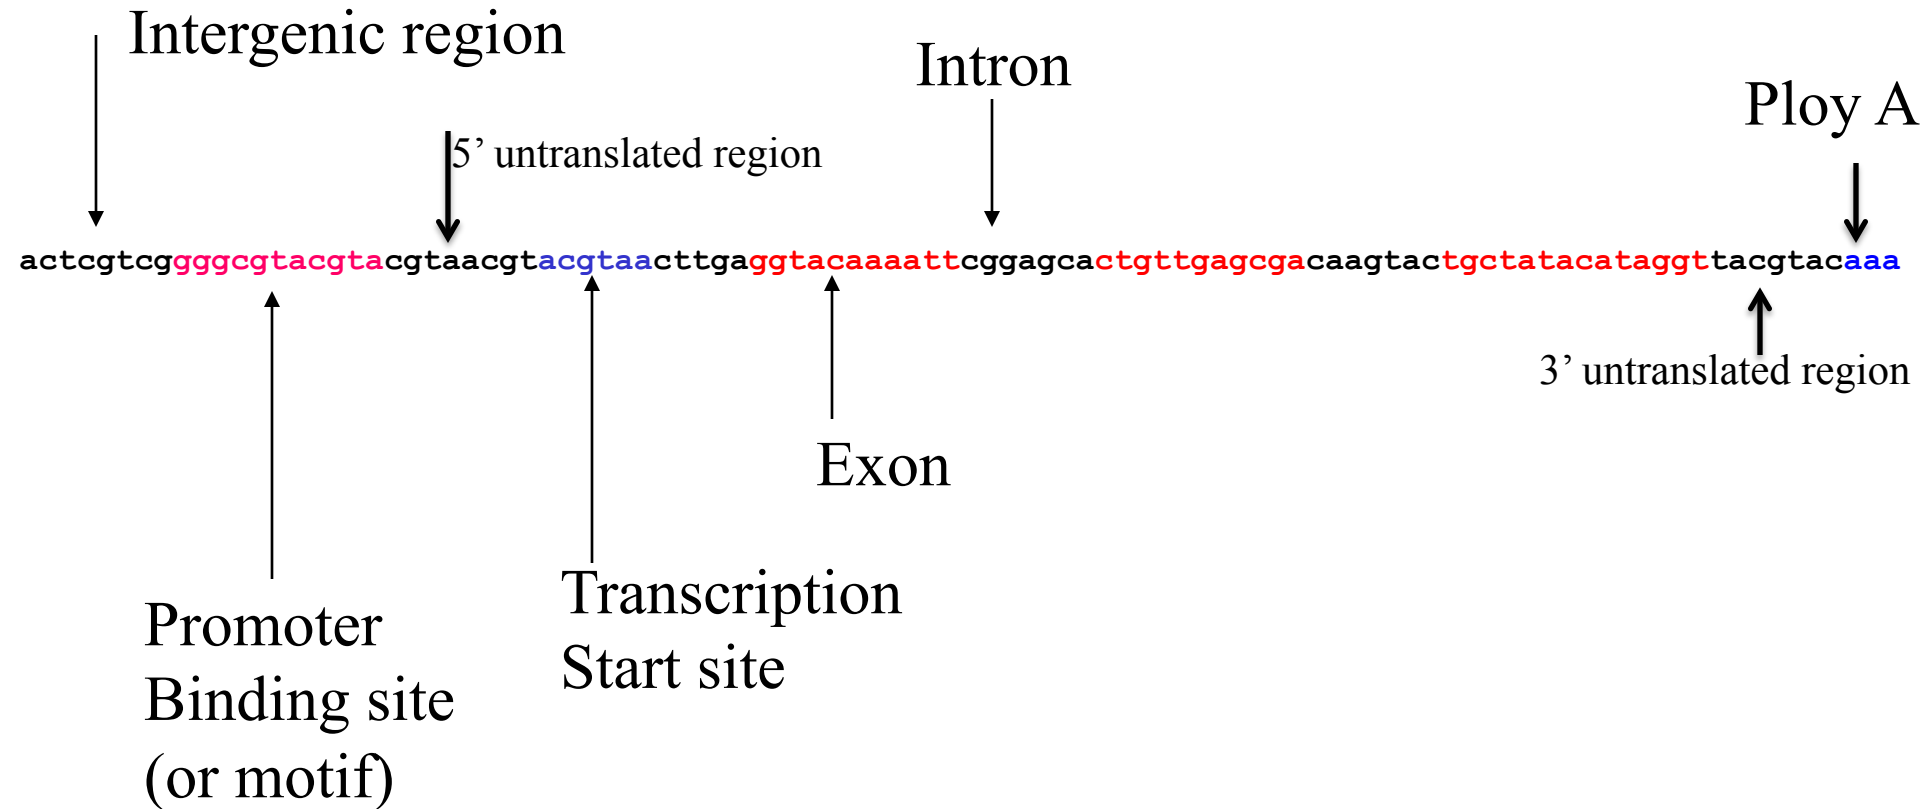 Intergenic region
Intron
Ploy A
5’ untranslated region
actcgtcggggcgtacgtacgtaacgtacgtaacttgaggtacaaaattcggagcactgttgagcgacaagtactgctatacataggttacgtacaaa
3’ untranslated region
Exon
Transcription
Start site
Promoter
Binding site
(or motif)